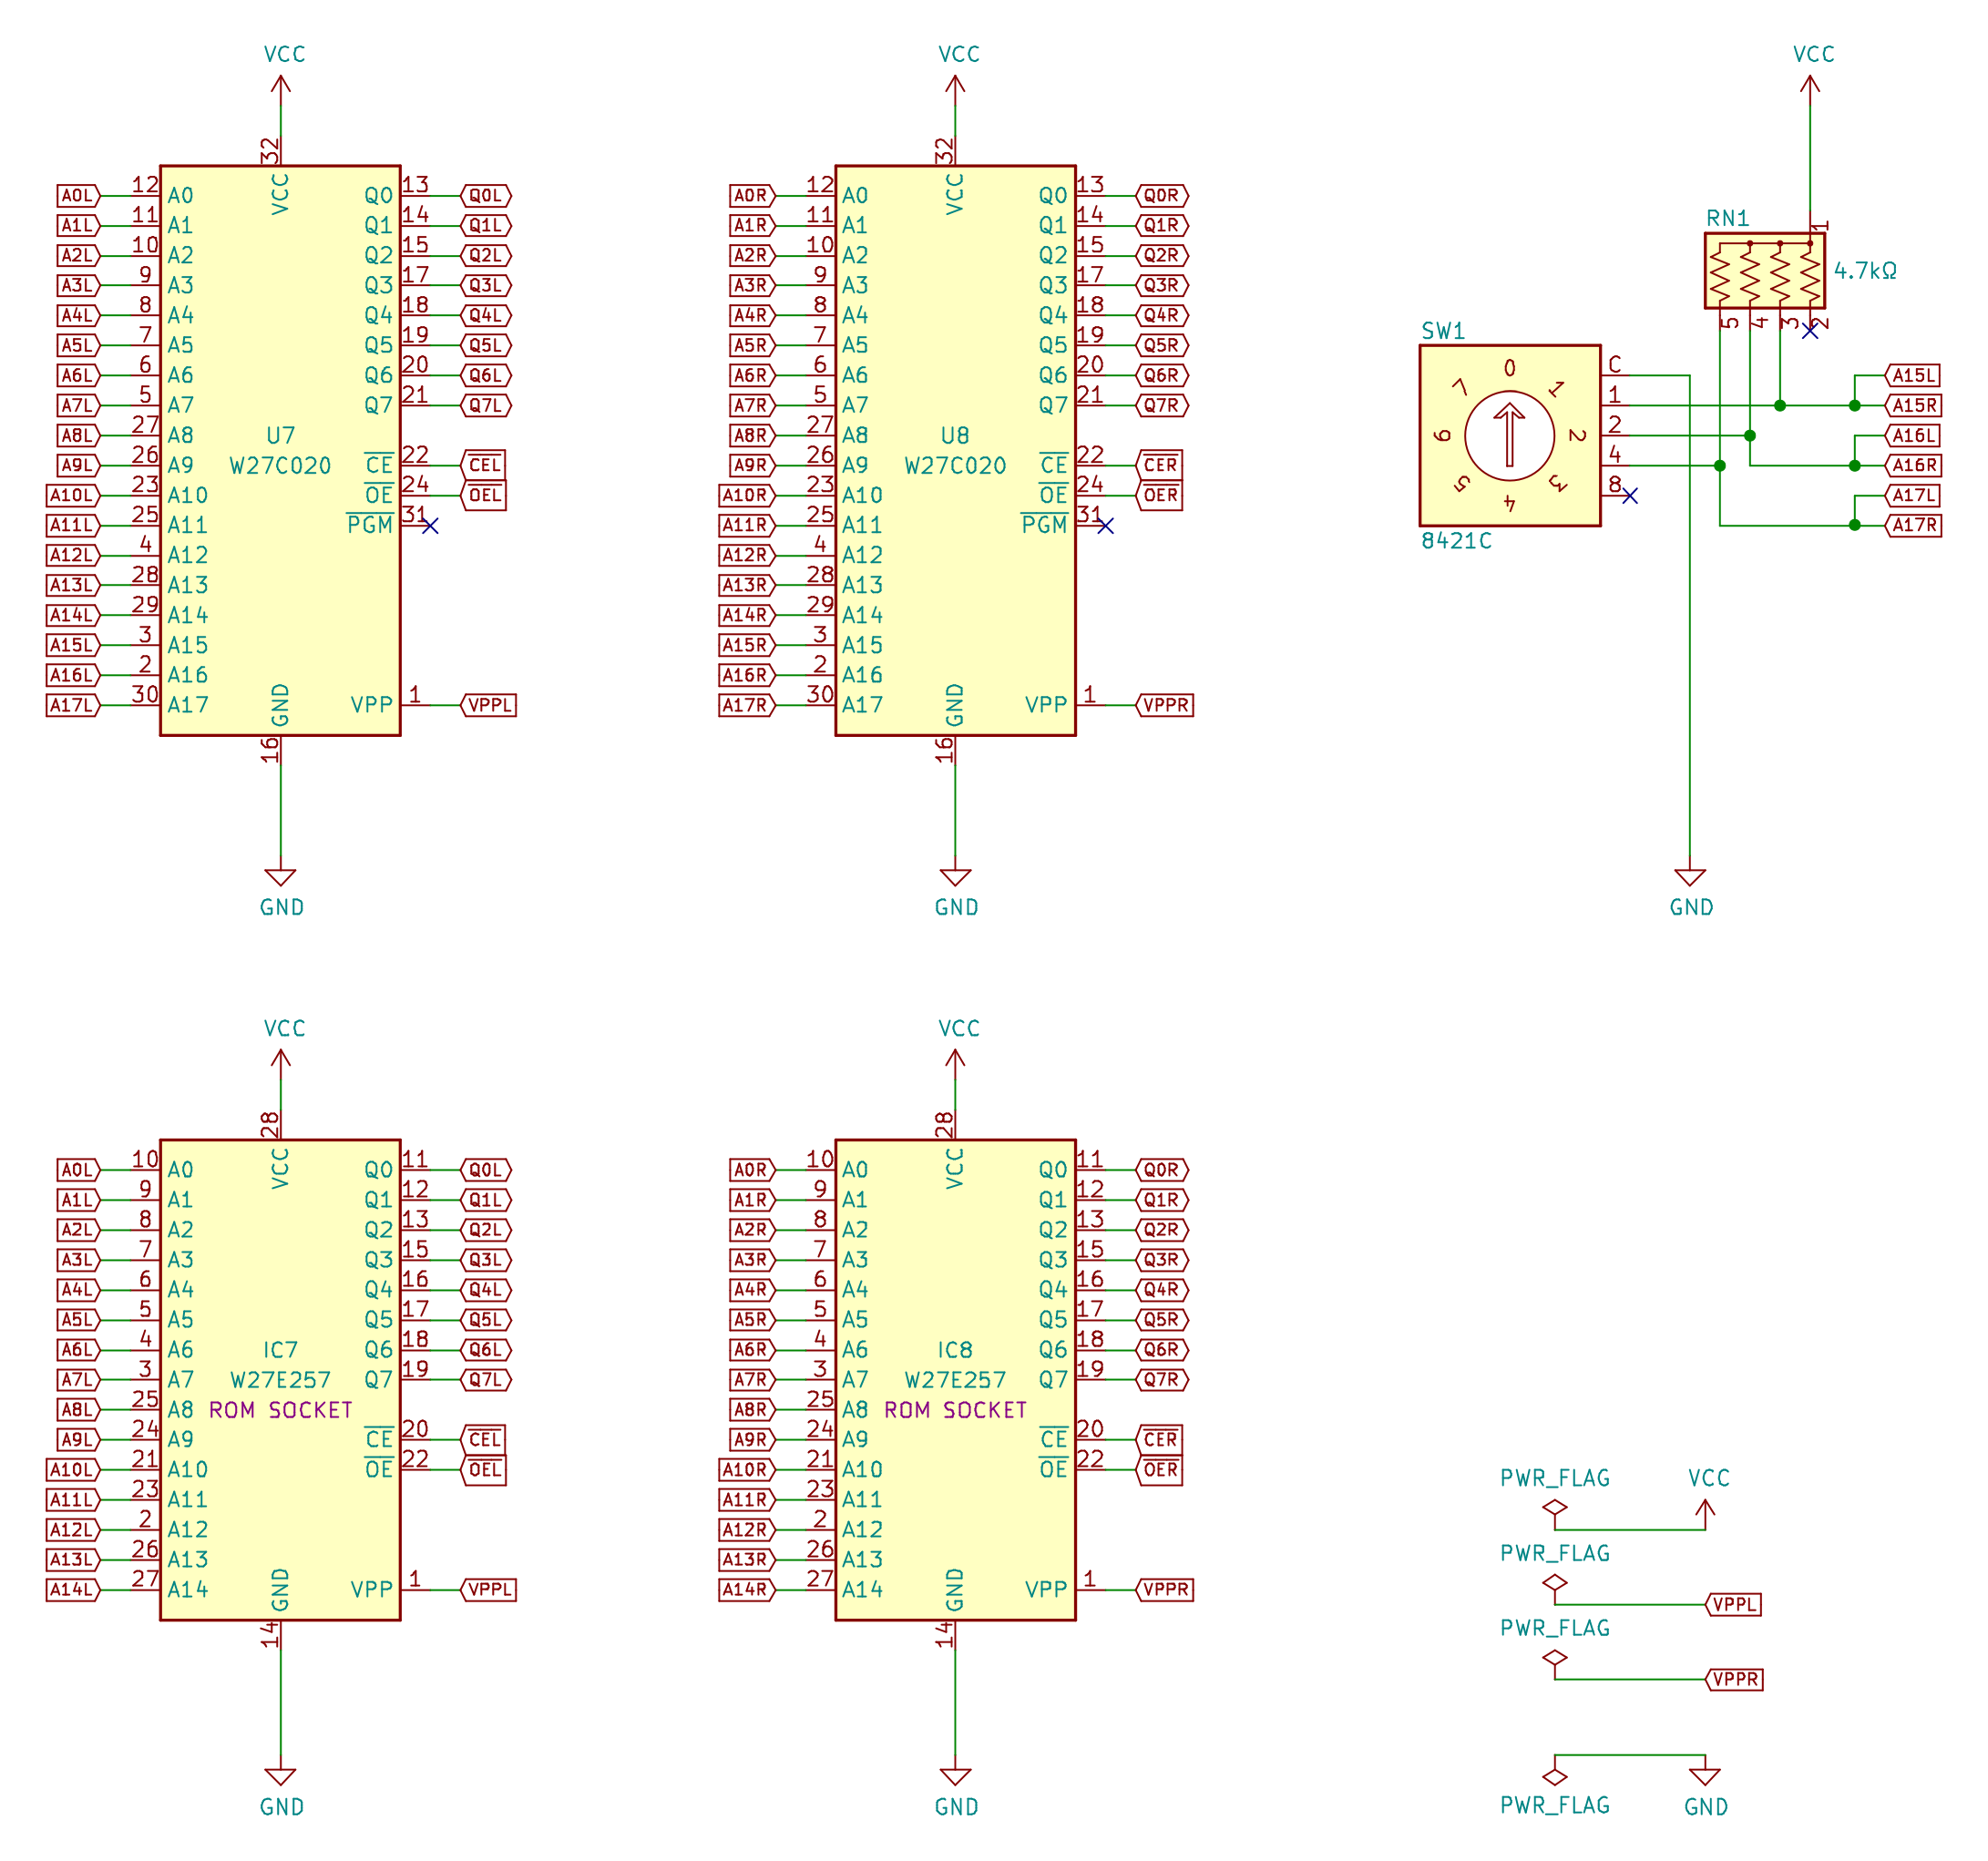 VCC
32
VCC
A0L 12 A0 Q0 13 Q0L
A1L 11 A1 Q1 14 Q1L
A2L 10 A2 Q2 15 Q2L
A3L 9 A3 Q3 17 Q3L
A4L 8 A4 Q4 18 Q4L
A5L 7 A5 Q5 19 Q5L
A6L 6 A6 Q6 20 Q6L
A7L 5 A7 Q7 21 Q7L
A8L 27 A8 U7
A9L 26 A9 W27C020 CE 22 CEL
A10L 23 A10 OE 24 OEL
A11L 25 A11 PGM 31
A12L 4 A12
A13L 28 A13
A14L 29 A14
A15L 3 A15
A16L 2 A16
A17L 30 A17 GND VPP 1 VPPL
16
GND
VCC
32
VCC
A0R 12 A0 Q0 13 Q0R
A1R 11 A1 Q1 14 Q1R
A2R 10 A2 Q2 15 Q2R
A3R 9 A3 Q3 17 Q3R
A4R 8 A4 Q4 18 Q4R
A5R 7 A5 Q5 19 Q5R
A6R 6 A6 Q6 20 Q6R
A7R 5 A7 Q7 21 Q7R
A8R 27 A8 U8
A9R 26 A9 W27C020 CE 22 CER
A10R 23 A10 OE 24 OER
A11R 25 A11 PGM 31
A12R 4 A12
A13R 28 A13
A14R 29 A14
A15R 3 A15
A16R 2 A16
A17R 30 A17 GND VPP 1 VPPR
16
GND
VCC
RN1 1
4.7kΩ
5 4 3 2
SW1
0 1 2 3 4 5 6 7
C
1
2
4
8
8421C
A15L
A15R
A16L
A16R
A17L
A17R
GND
VCC
28
VCC
A0L 10 A0 Q0 11 Q0L
A1L 9 A1 Q1 12 Q1L
A2L 8 A2 Q2 13 Q2L
A3L 7 A3 Q3 15 Q3L
A4L 6 A4 Q4 16 Q4L
A5L 5 A5 Q5 17 Q5L
A6L 4 A6 IC7 Q6 18 Q6L
A7L 3 A7 W27E257 Q7 19 Q7L
A8L 25 A8 ROM SOCKET
A9L 24 A9 CE 20 CEL
A10L 21 A10 OE 22 OEL
A11L 23 A11
A12L 2 A12
A13L 26 A13
A14L 27 A14 GND VPP 1 VPPL
14
GND
VCC
28
VCC
A0R 10 A0 Q0 11 Q0R
A1R 9 A1 Q1 12 Q1R
A2R 8 A2 Q2 13 Q2R
A3R 7 A3 Q3 15 Q3R
A4R 6 A4 Q4 16 Q4R
A5R 5 A5 Q5 17 Q5R
A6R 4 A6 IC8 Q6 18 Q6R
A7R 3 A7 W27E257 Q7 19 Q7R
A8R 25 A8 ROM SOCKET
A9R 24 A9 CE 20 CER
A10R 21 A10 OE 22 OER
A11R 23 A11
A12R 2 A12
A13R 26 A13
A14R 27 A14 GND VPP 1 VPPR
14
GND
PWR_FLAG VCC
PWR_FLAG
VPPL
PWR_FLAG
VPPR
PWR_FLAG GND